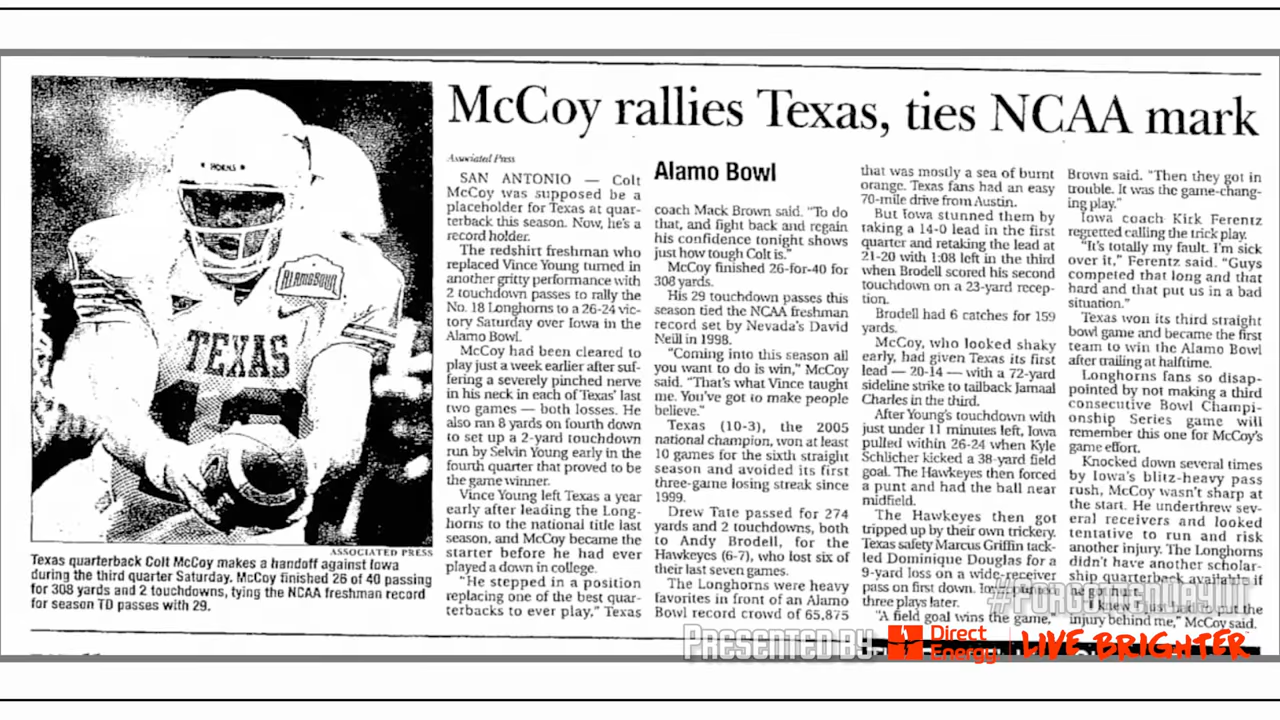 McCoy rallies Texas, ties NCAA mark
Associated Press
SAN ANTONIO — Colt
McCoy was supposed be a
placeholder for Texas at quar-
terback this season. Now, he's a
record holder.
The redshirt freshman who
replaced Vince Young turned in
another gritty performance with
2 touchdown passes to rally the
No. 18 Longhorns to a 26-24 vic-
tory Saturday over Iowa in the
Alamo Bowl.
McCoy had been cleared to
play just a week earlier after suf-
fering a severely pinched nerve
in his neck in each of Texas' last
two games — both losses. He
also ran 8 yards on fourth down
to set up a 2-yard touchdown
run by Selvin Young early in the
fourth quarter that proved to be
the game winner.
Vince Young left Texas a year
early after leading the Long-
horns to the national title last
season, and McCoy became the
starter before he had ever
played a down in college.
"He stepped in a position
replacing one of the best quar-
terbacks to ever play," Texas
Alamo Bowl
coach Mack Brown said. "To do
that, and fight back and regain
his confidence tonight shows
just how tough Colt is."
McCoy finished 26-for-40 for
308 yards.
His 29 touchdown passes this
season tied the NCAA freshman
record set by Nevada's David
Neill in 1998.
"Coming into this season all
you want to do is win," McCoy
said. "That's what Vince taught
me. You've got to make people
believe."
Texas (10-3), the 2005
national champion, won at least
10 games for the sixth straight
season and avoided its first
three-game losing streak since
1999.
Drew Tate passed for 274
yards and 2 touchdowns, both
to Andy Brodell, for the
Hawkeyes (6-7), who lost six of
their last seven games.
The Longhorns were heavy
favorites in front of an Alamo
Bowl record crowd of 65,875
that was mostly a sea of burnt
orange. Texas fans had an easy
70-mile drive from Austin.
But Iowa stunned them by
taking a 14-0 lead in the first
quarter and retaking the lead at
21-20 with 1:08 left in the third
when Brodell scored his second
touchdown on a 23-yard recep-
tion.
Brodell had 6 catches for 159
yards.
McCoy, who looked shaky
early, had given Texas its first
lead — 20-14 — with a 72-yard
sideline strike to tailback Jamaal
Charles in the third.
After Young's touchdown with
just under 11 minutes left, Iowa
pulled within 26-24 when Kyle
Schlicher kicked a 38-yard field
goal. The Hawkeyes then forced
a punt and had the ball near
midfield.
The Hawkeyes then got
tripped up by their own trickery.
Texas safety Marcus Griffin tack-
led Dominique Douglas for a
9-yard loss on a wide-receiver
pass on first down. Iowa punted
three plays later.
"A field goal wins the game,"
Brown said. "Then they got in
trouble. It was the game-chang-
ing play."
Iowa coach Kirk Ferentz
regretted calling the trick play.
"It's totally my fault. I'm sick
over it," Ferentz said. "Guys
competed that long and that
hard and that put us in a bad
situation."
Texas won its third straight
bowl game and became the first
team to win the Alamo Bowl
after trailing at halftime.
Longhorns fans so disap-
pointed by not making a third
consecutive Bowl Champi-
onship Series game will
remember this one for McCoy's
game effort.
Knocked down several times
by Iowa's blitz-heavy pass
rush, McCoy wasn't sharp at
the start. He underthrew sev-
eral receivers and looked
tentative to run and risk
another injury. The Longhorns
didn't have another scholar-
ship quarterback available if
he got hurt.
"I knew I just had to put the
injury behind me," McCoy said.
HORNS
ALAMOBOWL
TEXAS
ASSOCIATED PRESS
Texas quarterback Colt McCoy makes a handoff against Iowa
during the third quarter Saturday. McCoy finished 26 of 40 passing
for 308 yards and 2 touchdowns, tying the NCAA freshman record
for season TD passes with 29.
PRESENTED BY Direct Energy LIVE BRIGHTER